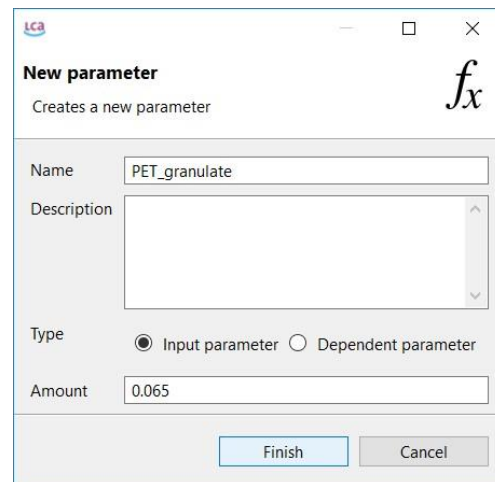 LCA
New parameter
Creates a new parameter
fx
Name PET_granulate
Description
Type Input parameter Dependent parameter
Amount 0.065
Finish Cancel